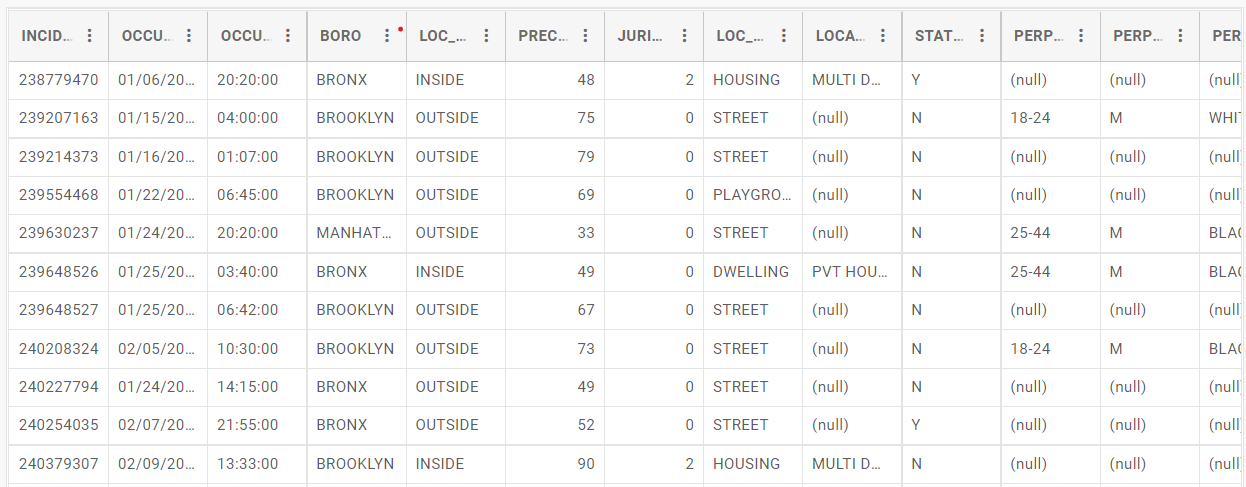 INCID... OCCU... OCCU... BORO LOC_... PREC... JURI... LOC_... LOCA... STAT... PERP... PERP... PER
238779470 01/06/20... 20:20:00 BRONX INSIDE 48 2 HOUSING MULTI D... Y (null) (null) (null
239207163 01/15/20... 04:00:00 BROOKLYN OUTSIDE 75 0 STREET (null) N 18-24 M WHI
239214373 01/16/20... 01:07:00 BROOKLYN OUTSIDE 79 0 STREET (null) N (null) (null) (null
239554468 01/22/20... 06:45:00 BROOKLYN OUTSIDE 69 0 PLAYGRO... (null) N (null) (null) (null
239630237 01/24/20... 20:20:00 MANHAT... OUTSIDE 33 0 STREET (null) N 25-44 M BLAC
239648526 01/25/20... 03:40:00 BRONX INSIDE 49 0 DWELLING PVT HOU... N 25-44 M BLAC
239648527 01/25/20... 06:42:00 BROOKLYN OUTSIDE 67 0 STREET (null) N (null) (null) (null
240208324 02/05/20... 10:30:00 BROOKLYN OUTSIDE 73 0 STREET (null) N 18-24 M BLAC
240227794 01/24/20... 14:15:00 BRONX OUTSIDE 49 0 STREET (null) N (null) (null) (null
240254035 02/07/20... 21:55:00 BRONX OUTSIDE 52 0 STREET (null) Y (null) (null) (null
240379307 02/09/20... 13:33:00 BROOKLYN INSIDE 90 2 HOUSING MULTI D... N (null) (null) (null